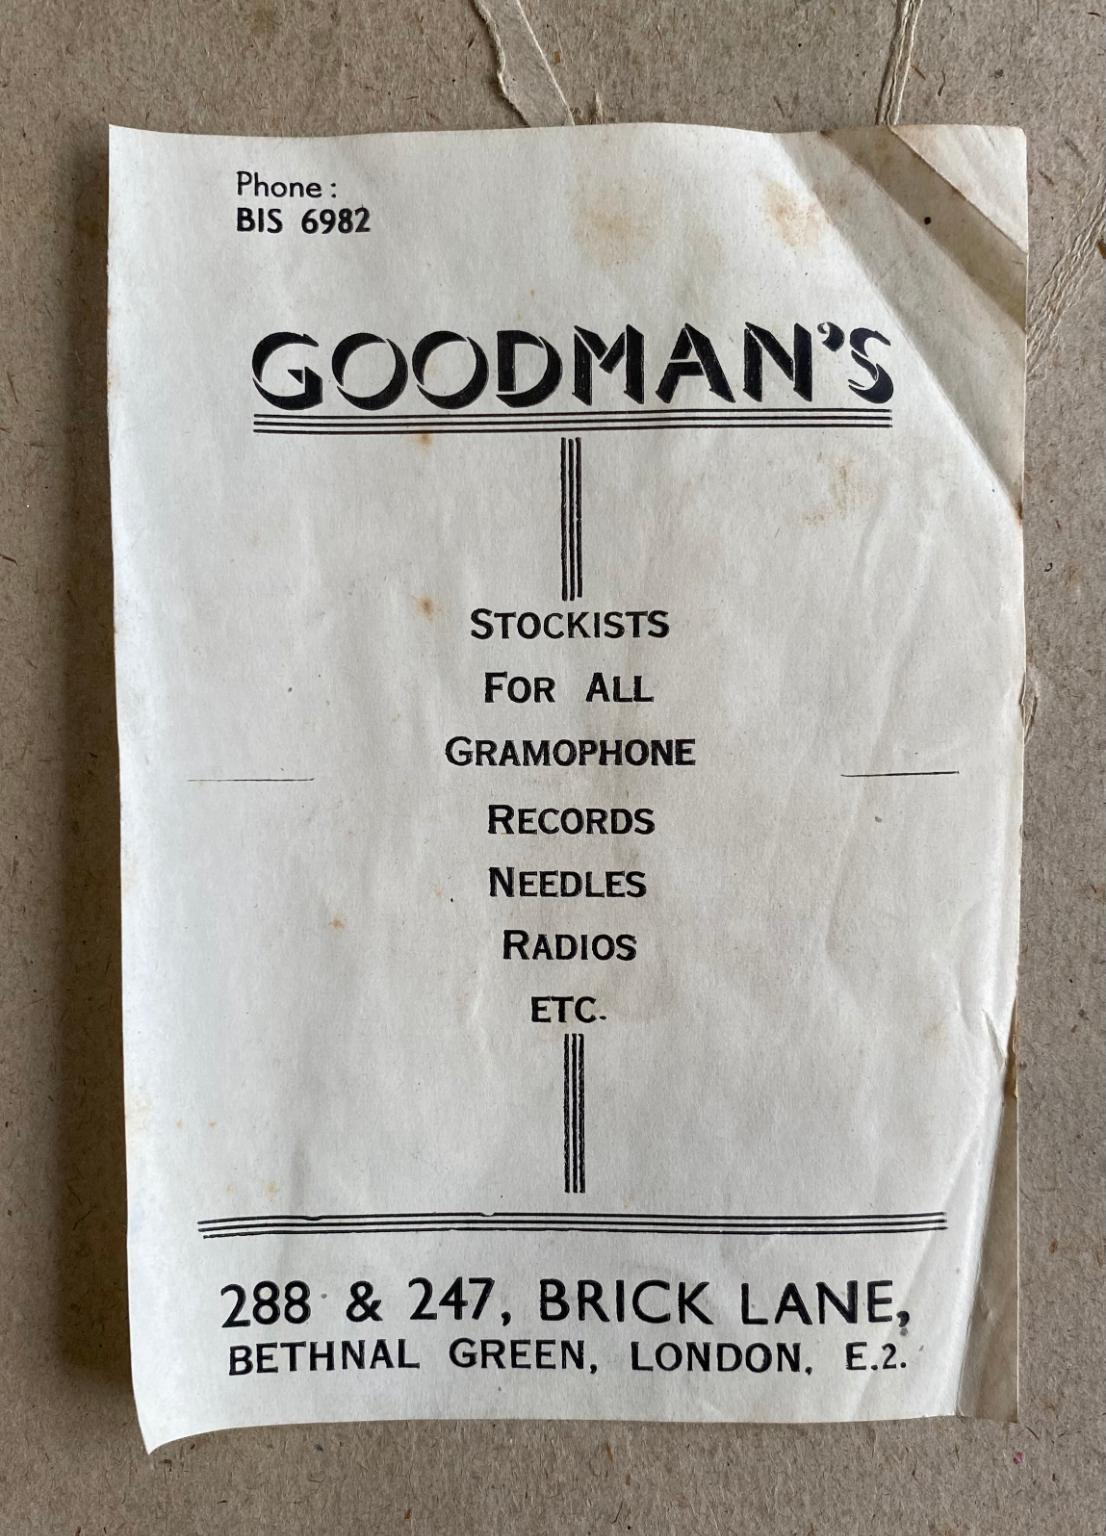 Phone :
BIS 6982
GOODMAN'S
STOCKISTS
FOR ALL
GRAMOPHONE
RECORDS
NEEDLES
RADIOS
ETC.
288 & 247, BRICK LANE,
BETHNAL GREEN, LONDON, E.2.